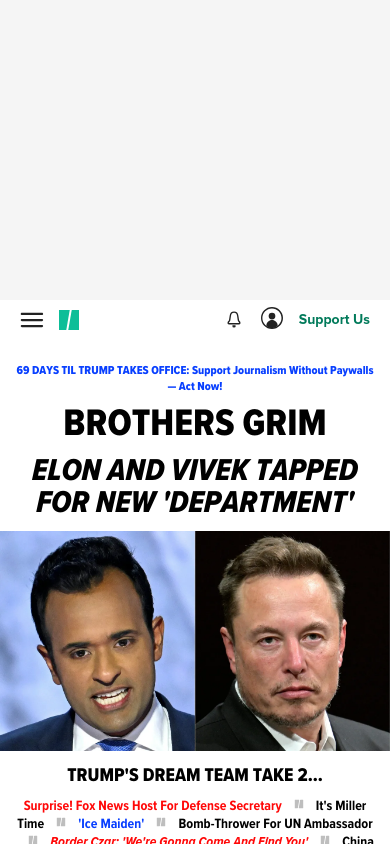 Support Us
69 DAYS TIL TRUMP TAKES OFFICE: Support Journalism Without Paywalls
— Act Now!
BROTHERS GRIM
ELON AND VIVEK TAPPED
FOR NEW 'DEPARTMENT'
TRUMP'S DREAM TEAM TAKE 2...
Surprise! Fox News Host For Defense Secretary It's Miller
Time 'Ice Maiden' Bomb-Thrower For UN Ambassador
Border Czar: 'We're Gonna Come And Find You' China